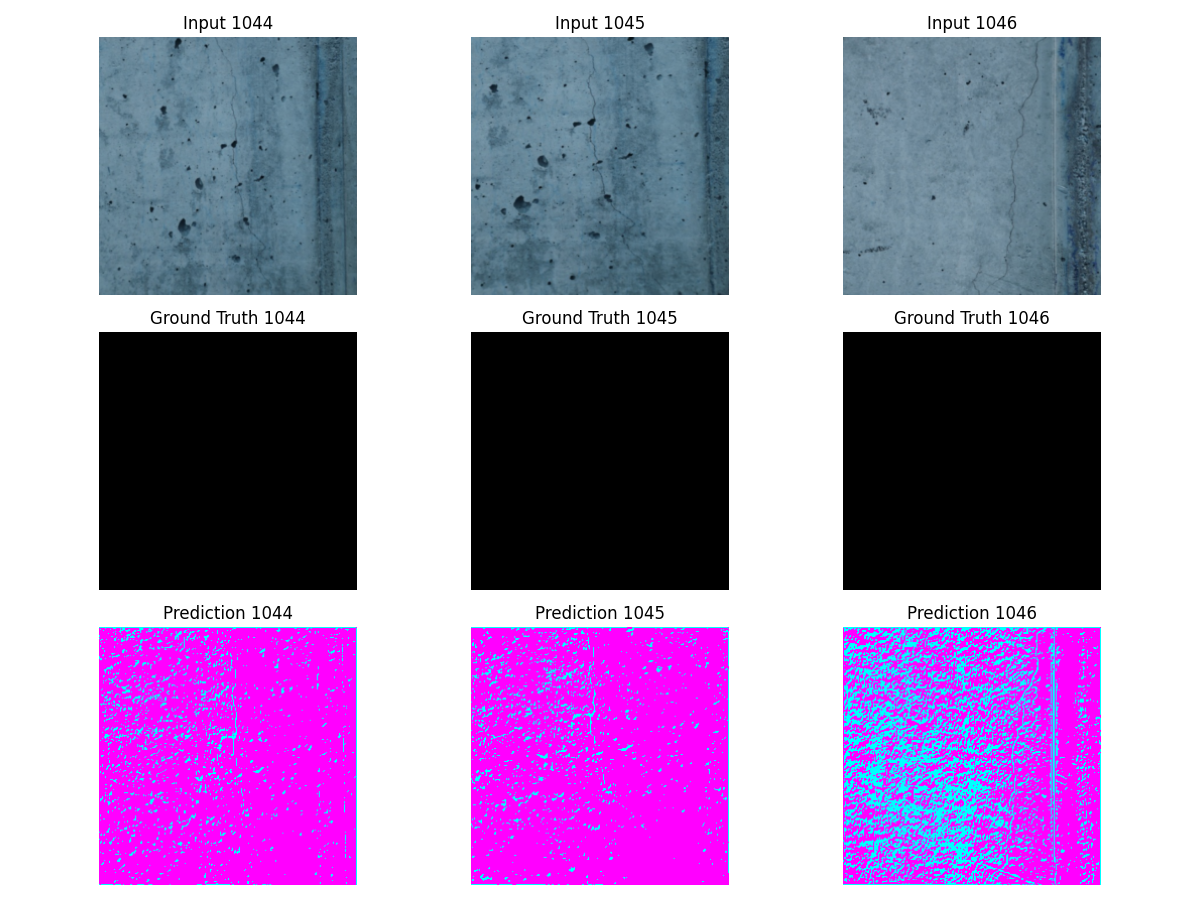 Input 1044
Input 1045
Input 1046
Ground Truth 1044
Ground Truth 1045
Ground Truth 1046
Prediction 1044
Prediction 1045
Prediction 1046